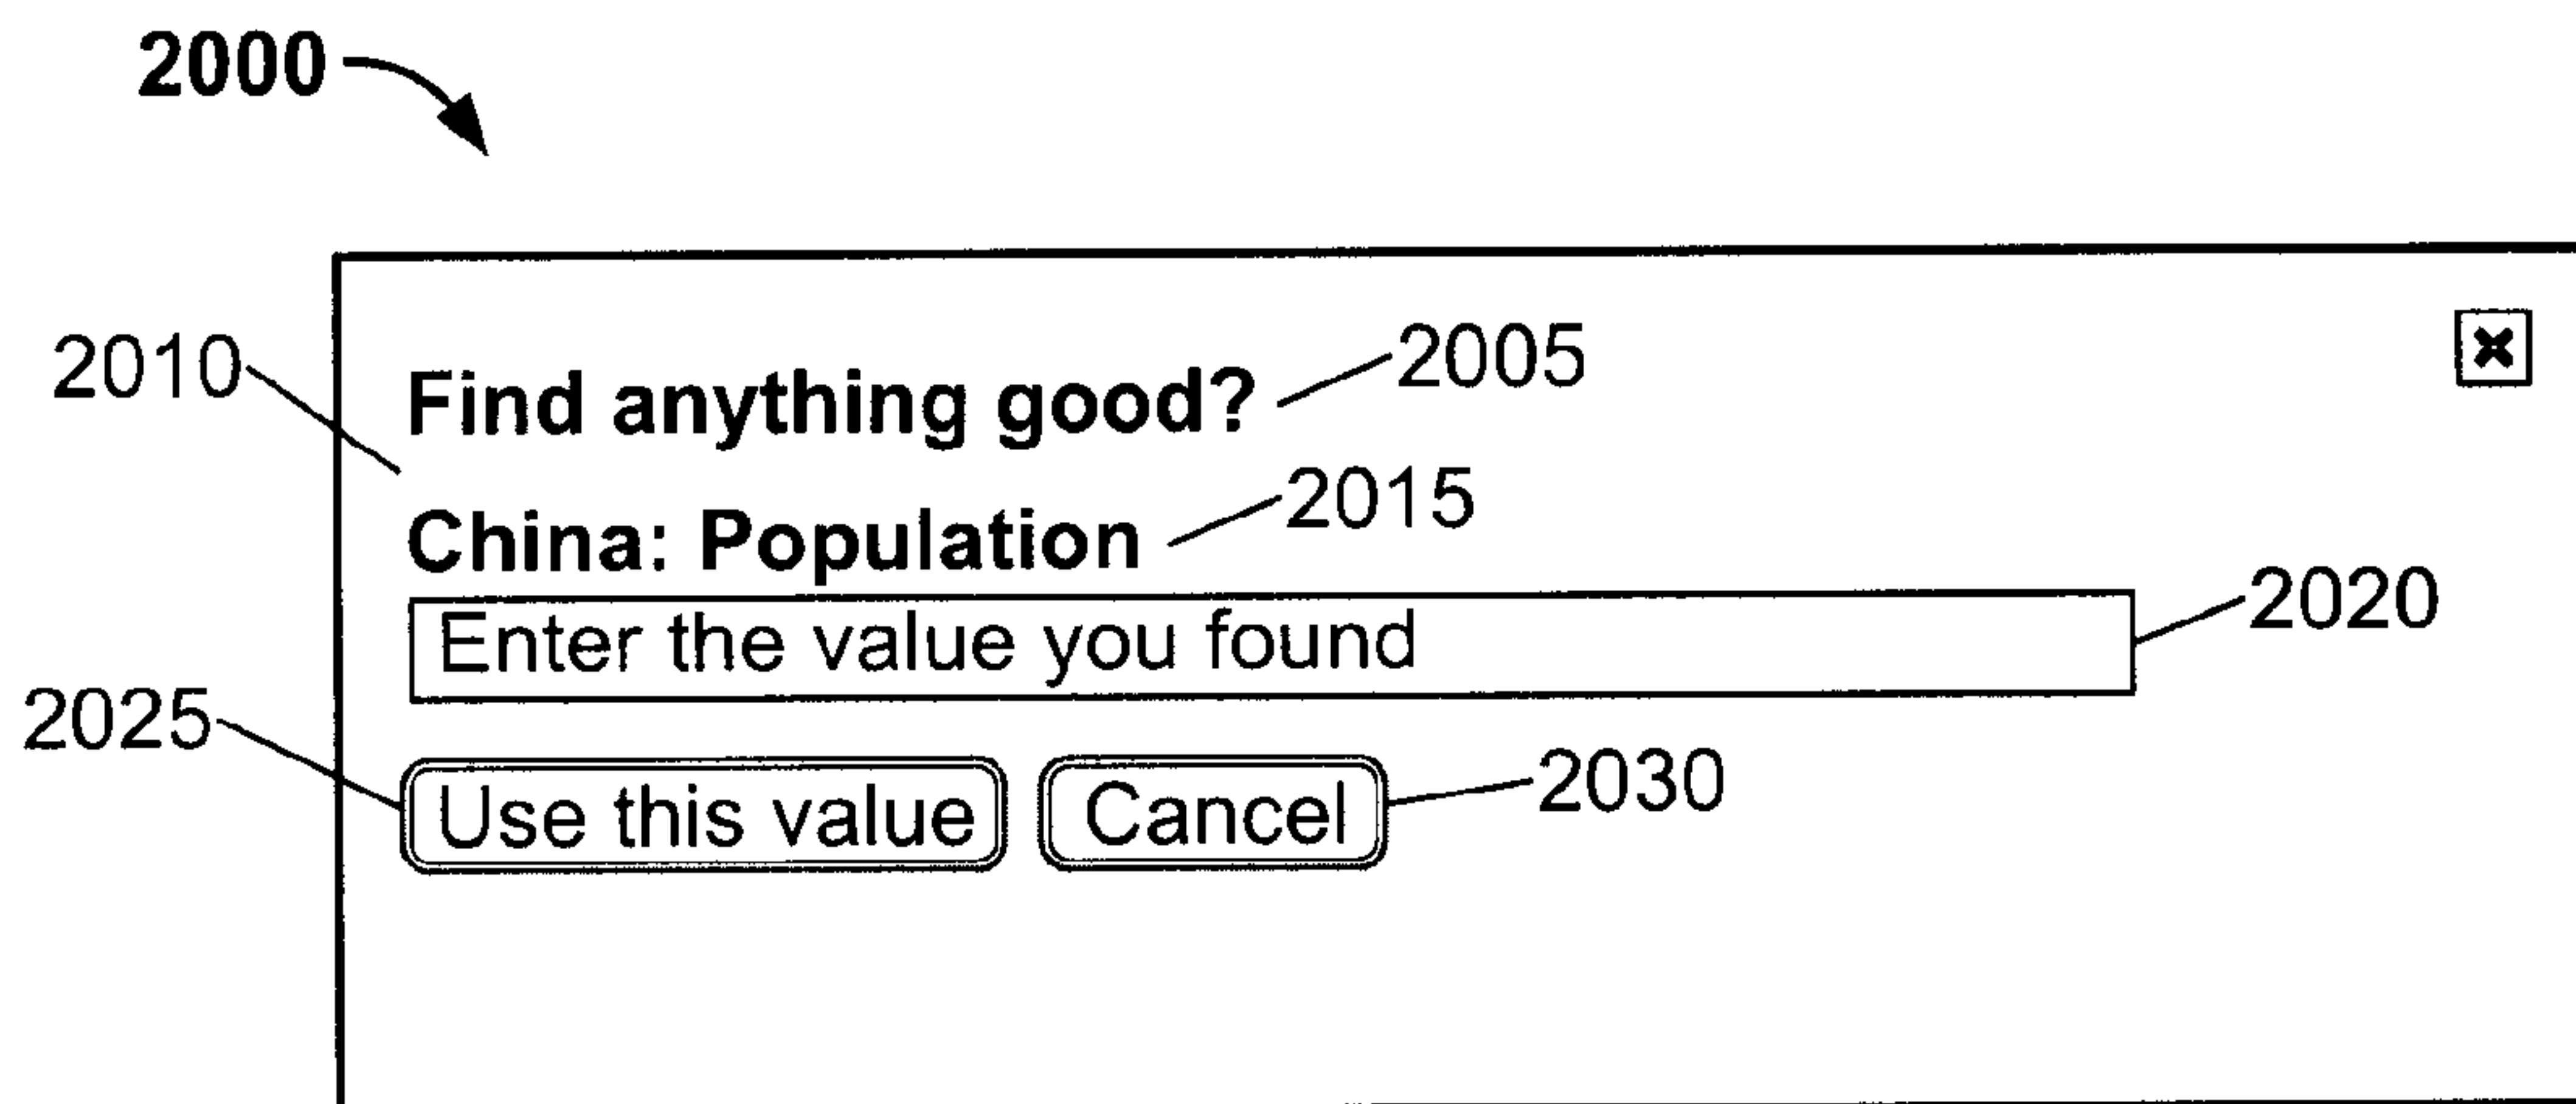 2000
2010
Find anything good?
2005
China: Population
2015
Enter the value you found
2020
2025
Use this value
Cancel
2030